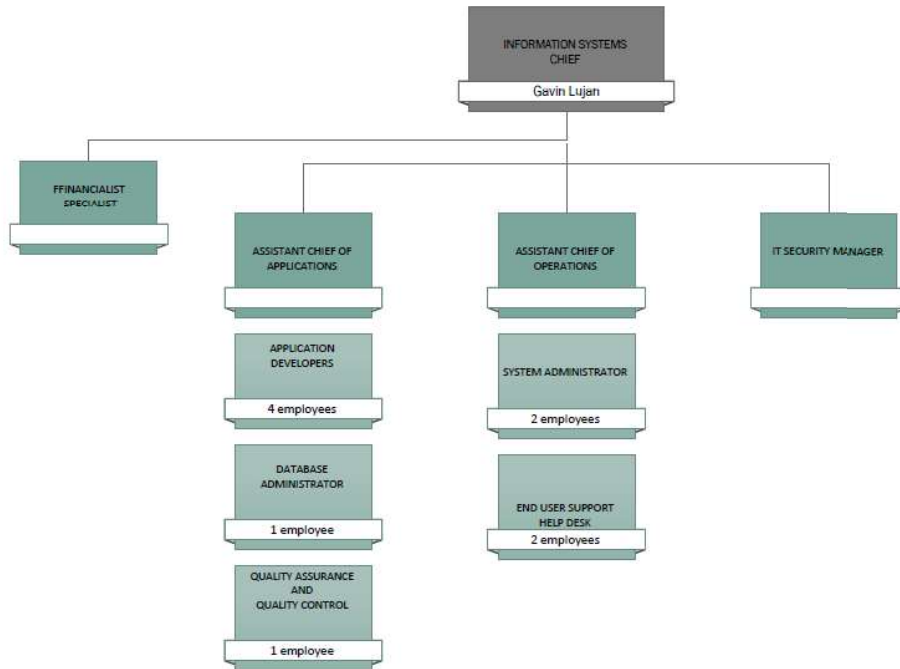 INFORMATION SYSTEMS
CHIEF
Gavin Lujan
FFINANCIALIST
SPECIALIST
ASSISTANT CHIEF OF
APPLICATIONS
ASSISTANT CHIEF OF
OPERATIONS
IT SECURITY MANAGER
APPLICATION
DEVELOPERS
4 employees
SYSTEM ADMINISTRATOR
2 employees
DATABASE
ADMINISTRATOR
1 employee
END USER SUPPORT
HELP DESK
2 employees
QUALITY ASSURANCE
AND
QUALITY CONTROL
1 employee